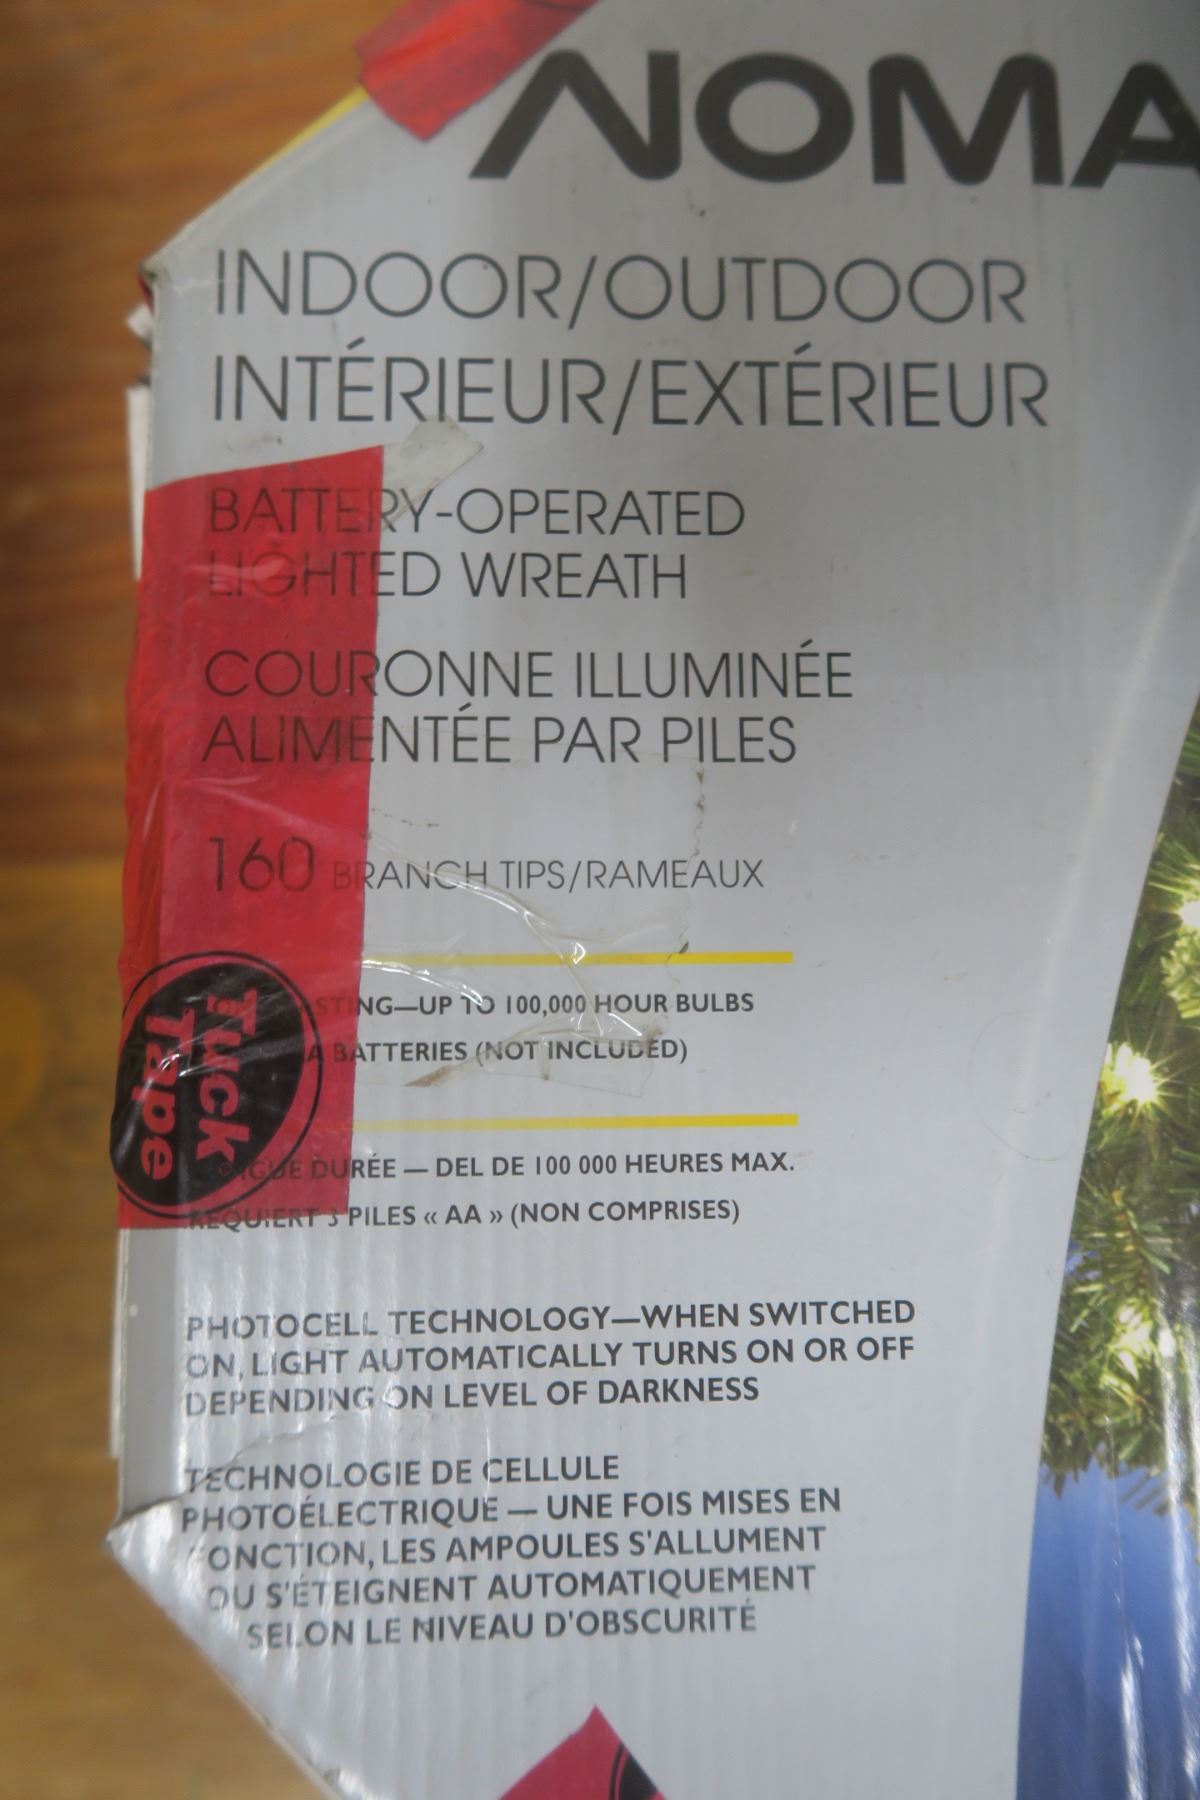 NOMA
INDOOR/OUTDOOR
INTÉRIEUR/EXTÉRIEUR
BATTERY-OPERATED
LIGHTED WREATH
COURONNE ILLUMINÉE
ALIMENTÉE PAR PILES
160 BRANCH TIPS/RAMEAUX
STING—UP TO 100,000 HOUR BULBS
A BATTERIES (NOT INCLUDED)
GUE DURÉE — DEL DE 100 000 HEURES MAX.
REQUIERT 3 PILES « AA » (NON COMPRISES)
Tuck
Tape
PHOTOCELL TECHNOLOGY—WHEN SWITCHED
ON, LIGHT AUTOMATICALLY TURNS ON OR OFF
DEPENDING ON LEVEL OF DARKNESS
TECHNOLOGIE DE CELLULE
PHOTOÉLECTRIQUE — UNE FOIS MISES EN
FONCTION, LES AMPOULES S'ALLUMENT
OU S'ÉTEIGNENT AUTOMATIQUEMENT
SELON LE NIVEAU D'OBSCURITÉ